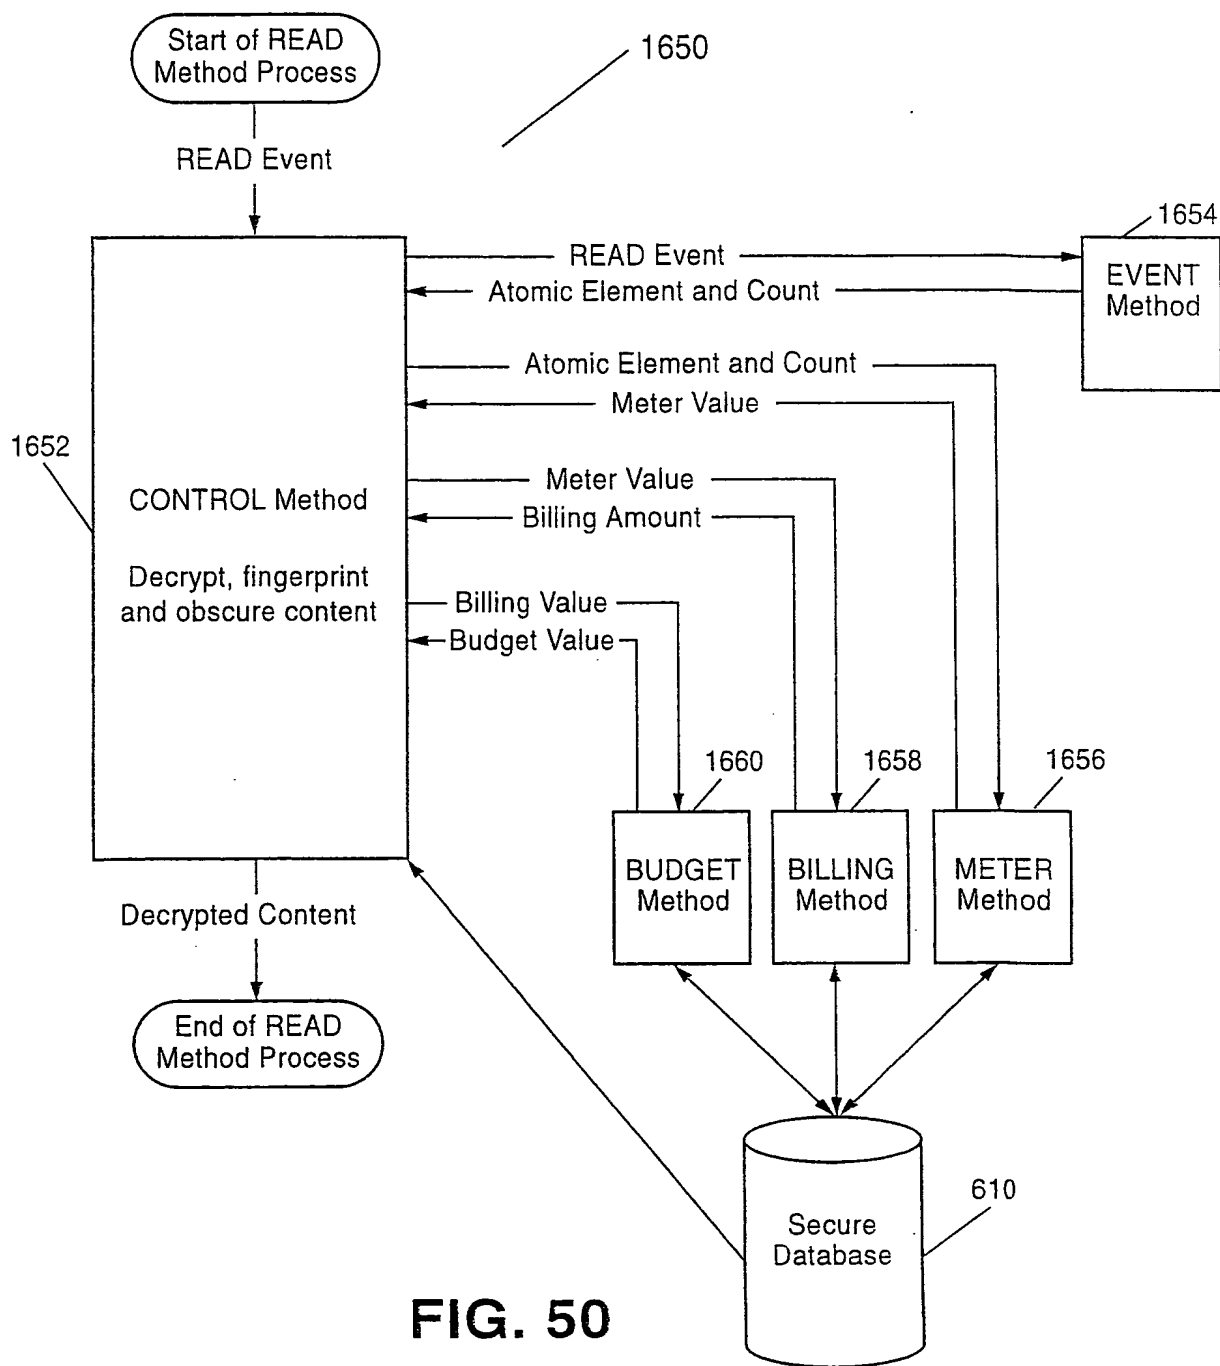 Start of READ
Method Process
1650
READ Event
1654
READ Event
EVENT
Method
Atomic Element and Count
Atomic Element and Count
Meter Value
1652
CONTROL Method
Decrypt, fingerprint
and obscure content
Meter Value
Billing Amount
Billing Value
Budget Value
1660
1658
1656
BUDGET
Method
BILLING
Method
METER
Method
Decrypted Content
End of READ
Method Process
610
Secure
Database
FIG. 50